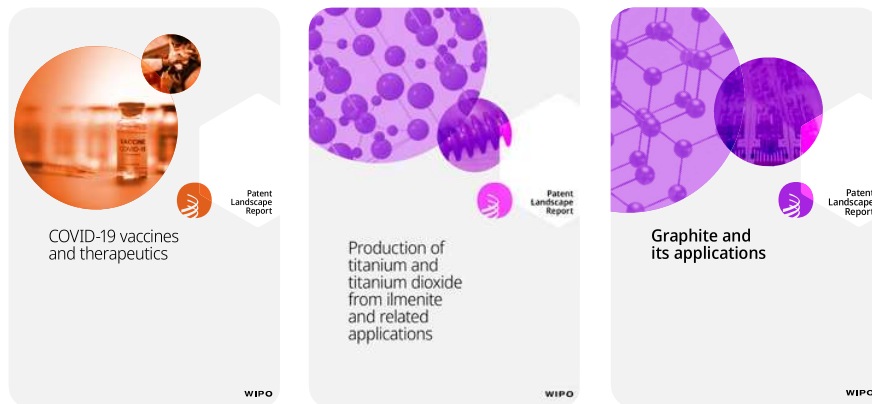 VACCINE
COVID-19
Patent
Landscape
Report
COVID-19 vaccines
and therapeutics
WIPO
Patent
Landscape
Report
Production of
titanium and
titanium dioxide
from ilmenite
and related
applications
WIPO
Patent
Landscape
Report
Graphite and
its applications
WIPO